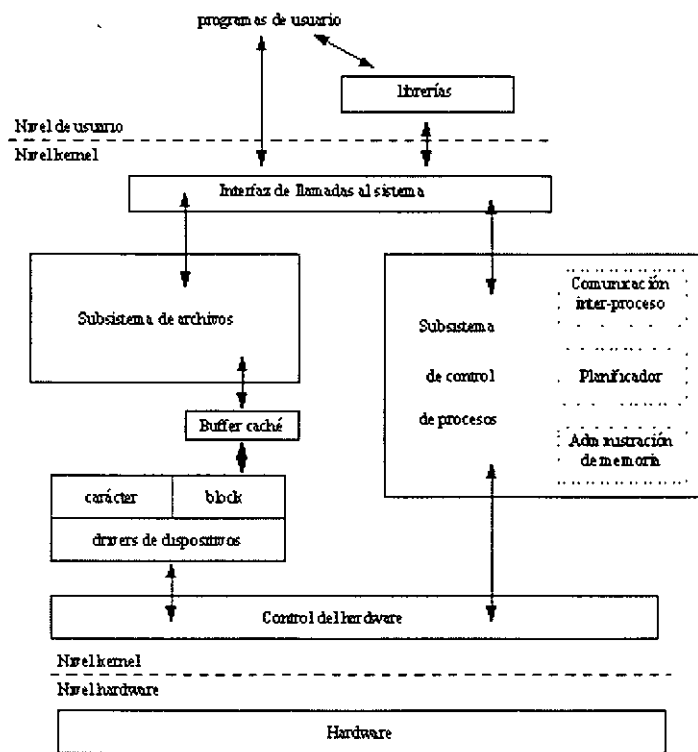 programas de usuario
librerías
Nivel de usuario
Nivel kernel
Interfaz de llamadas al sistema
Subsistema de archivos
Comunicación
inter-proceso
Subsistema
de control
de procesos
Planificador
Administración
de memoria
Buffer caché
carácter
block
drivers de dispositivos
Control del hardware
Nivel kernel
Nivel hardware
Hardware